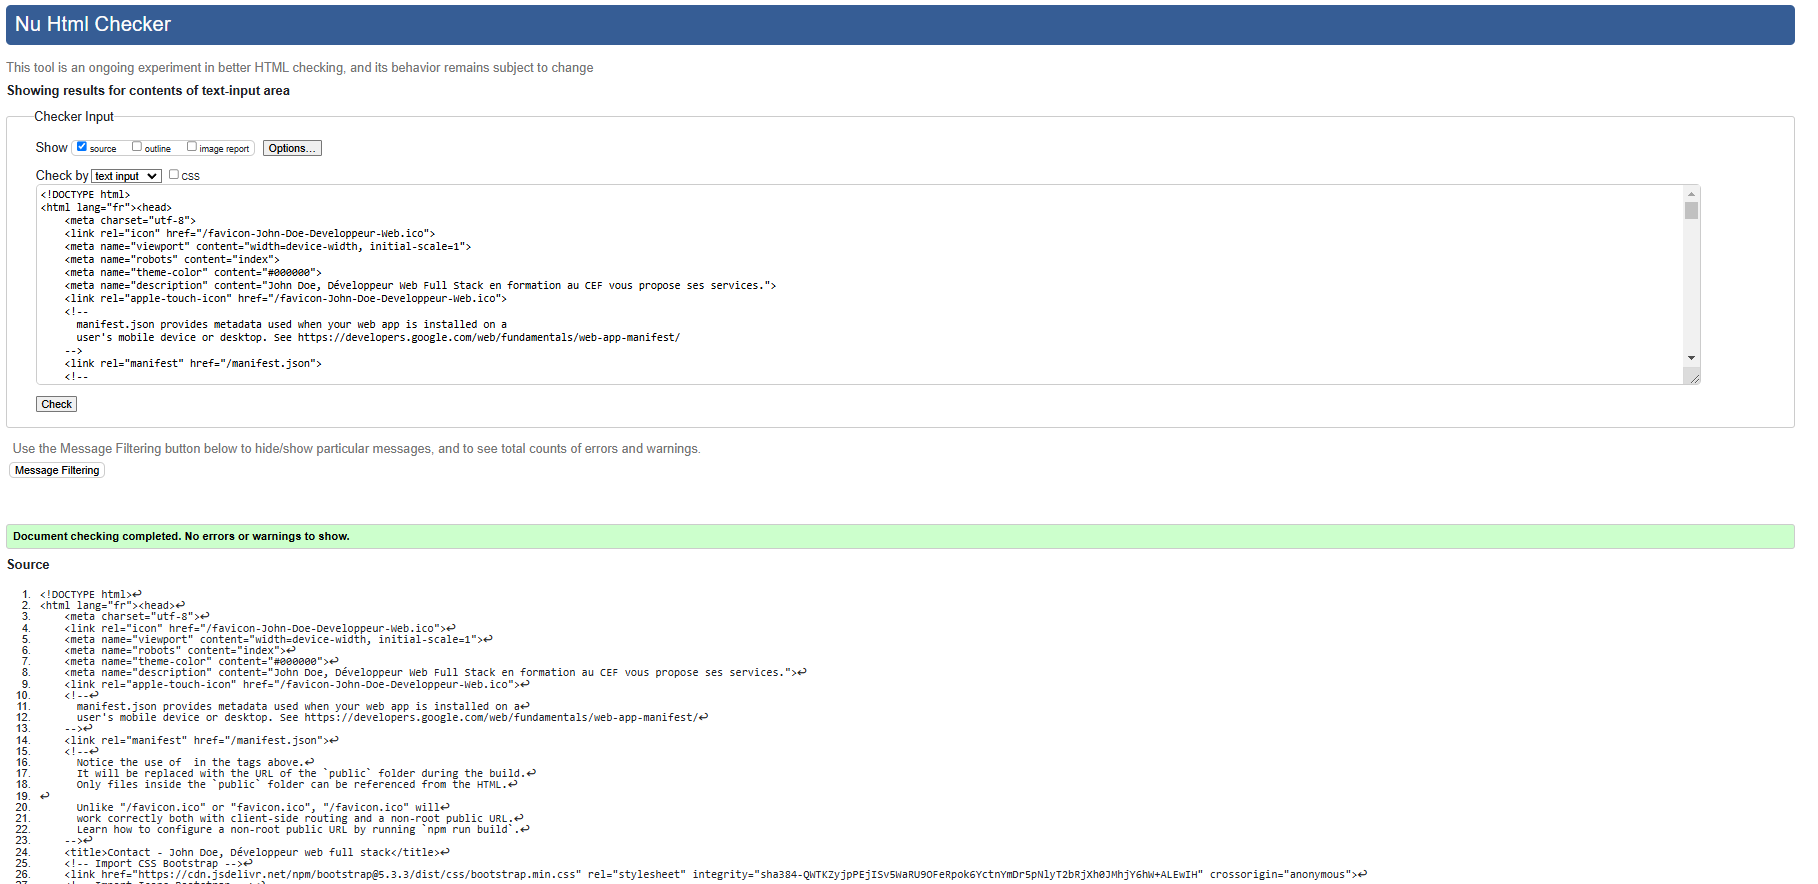 Nu Html Checker
This tool is an ongoing experiment in better HTML checking, and its behavior remains subject to change
Showing results for contents of text-input area
Checker Input
Show source outline image report Options...
Check by text input CSS
<!DOCTYPE html>
<html lang="fr"><head>
    <meta charset="utf-8">
    <link rel="icon" href="/favicon-John-Doe-Developpeur-Web.ico">
    <meta name="viewport" content="width=device-width, initial-scale=1">
    <meta name="robots" content="index">
    <meta name="theme-color" content="#000000">
    <meta name="description" content="John Doe, Développeur Web Full Stack en formation au CEF vous propose ses services.">
    <link rel="apple-touch-icon" href="/favicon-John-Doe-Developpeur-Web.ico">
    <!--
      manifest.json provides metadata used when your web app is installed on a
      user's mobile device or desktop. See https://developers.google.com/web/fundamentals/web-app-manifest/
    -->
    <link rel="manifest" href="/manifest.json">
    <!--
Check
Use the Message Filtering button below to hide/show particular messages, and to see total counts of errors and warnings.
Message Filtering
Document checking completed. No errors or warnings to show.
Source
1. <!DOCTYPE html>↩
2. <html lang="fr"><head>↩
3.     <meta charset="utf-8">↩
4.     <link rel="icon" href="/favicon-John-Doe-Developpeur-Web.ico">↩
5.     <meta name="viewport" content="width=device-width, initial-scale=1">↩
6.     <meta name="robots" content="index">↩
7.     <meta name="theme-color" content="#000000">↩
8.     <meta name="description" content="John Doe, Développeur Web Full Stack en formation au CEF vous propose ses services.">↩
9.     <link rel="apple-touch-icon" href="/favicon-John-Doe-Developpeur-Web.ico">↩
10.     <!--↩
11.       manifest.json provides metadata used when your web app is installed on a↩
12.       user's mobile device or desktop. See https://developers.google.com/web/fundamentals/web-app-manifest/↩
13.     -->↩
14.     <link rel="manifest" href="/manifest.json">↩
15.     <!--↩
16.       Notice the use of  in the tags above.↩
17.       It will be replaced with the URL of the `public` folder during the build.↩
18.       Only files inside the `public` folder can be referenced from the HTML.↩
19. ↩
20.       Unlike "/favicon.ico" or "favicon.ico", "/favicon.ico" will↩
21.       work correctly both with client-side routing and a non-root public URL.↩
22.       Learn how to configure a non-root public URL by running `npm run build`.↩
23.     -->↩
24.     <title>Contact - John Doe, Développeur web full stack</title>↩
25.     <!-- Import CSS Bootstrap -->↩
26.     <link href="https://cdn.jsdelivr.net/npm/bootstrap@5.3.3/dist/css/bootstrap.min.css" rel="stylesheet" integrity="sha384-QWTKZyjpPEjISv5WaRU9OFeRpok6YctnYmDr5pNlyT2bRjXh0JMhjY6hW+ALEwIH" crossorigin="anonymous">↩